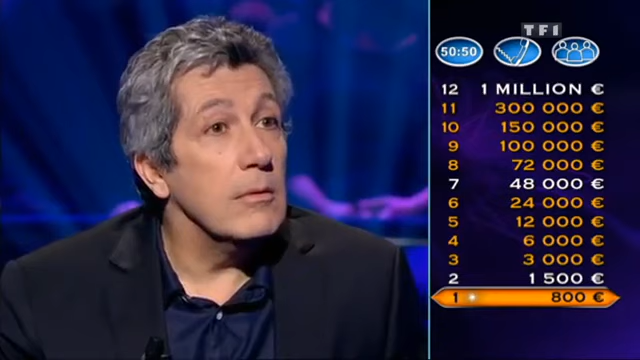 TF1
50:50
12 1 MILLION €
11 300 000 €
10 150 000 €
9 100 000 €
8 72 000 €
7 48 000 €
6 24 000 €
5 12 000 €
4 6 000 €
3 3 000 €
2 1 500 €
1 800 €